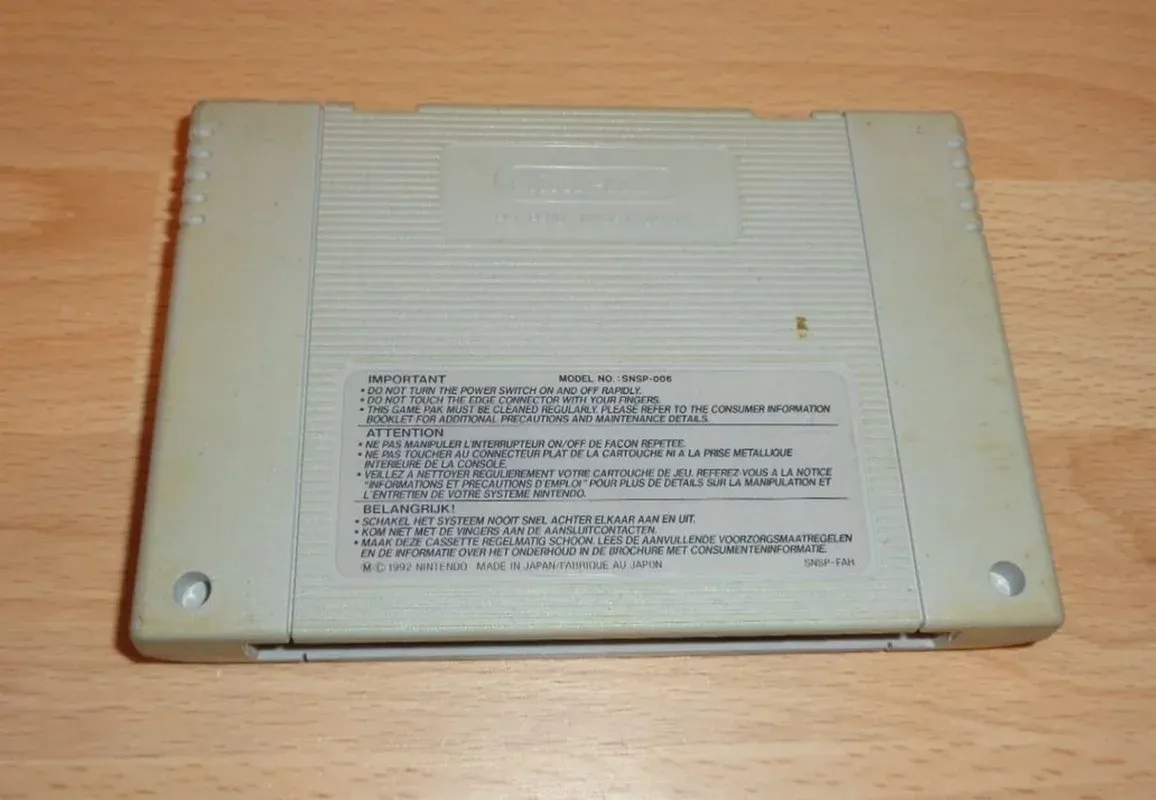 IMPORTANT MODEL NO.: SNSP-006
• DO NOT TURN THE POWER SWITCH ON AND OFF RAPIDLY.
• DO NOT TOUCH THE EDGE CONNECTOR WITH YOUR FINGERS.
• THIS GAME PAK MUST BE CLEANED REGULARLY. PLEASE REFER TO THE CONSUMER INFORMATION
BOOKLET FOR ADDITIONAL PRECAUTIONS AND MAINTENANCE DETAILS.
ATTENTION
• NE PAS MANIPULER L'INTERRUPTEUR ON/OFF DE FACON REPETEE.
• NE PAS TOUCHER AU CONNECTEUR PLAT DE LA CARTOUCHE NI A LA PRISE METALLIQUE
INTERIEURE DE LA CONSOLE.
• VEILLEZ A NETTOYER REGULIEREMENT VOTRE CARTOUCHE DE JEU. REFEREZ-VOUS A LA NOTICE
"INFORMATIONS ET PRECAUTIONS D'EMPLOI" POUR PLUS DE DETAILS SUR LA MANIPULATION ET
L'ENTRETIEN DE VOTRE SYSTEME NINTENDO.
BELANGRIJK!
• SCHAKEL HET SYSTEEM NOOIT SNEL ACHTER ELKAAR AAN EN UIT.
• KOM NIET MET DE VINGERS AAN DE AANSLUITCONTACTEN.
• MAAK DEZE CASSETTE REGELMATIG SCHOON. LEES DE AANVULLENDE VOORZORGSMAATREGELEN
EN DE INFORMATIE OVER HET ONDERHOUD IN DE BROCHURE MET CONSUMENTENINFORMATIE.
Ⓜ © 1992 NINTENDO MADE IN JAPAN/FABRIQUE AU JAPON SNSP-FAH